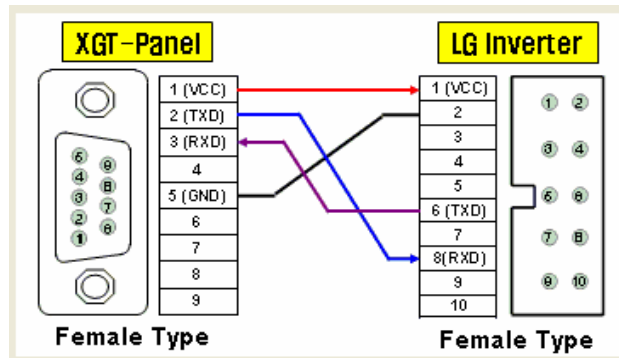 XGT-Panel
LG Inverter
1 (VCC)
2 (TXD)
3 (RXD)
4
5 (GND)
6
7
8
9
1 (VCC)
2
3
4
5
6 (TXD)
7
8(RXD)
9
10
5
9
4
8
3
7
2
6
1
1 2
3 4
5 6
7 8
9 10
Female Type
Female Type